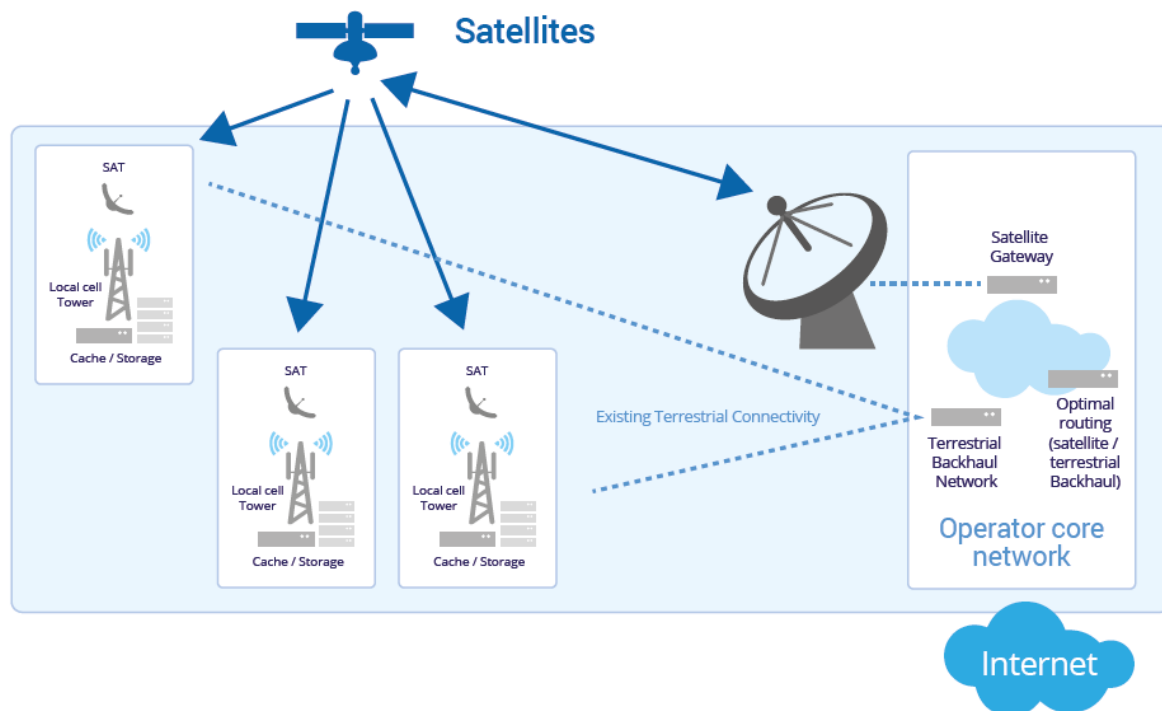 Satellites
SAT
Local cell
Tower
Cache / Storage
SAT
Local cell
Tower
Cache / Storage
SAT
Local cell
Tower
Cache / Storage
Existing Terrestrial Connectivity
Satellite
Gateway
Terrestrial
Backhaul
Network
Optimal
routing
(satellite /
terrestrial
Backhaul)
Operator core
network
Internet